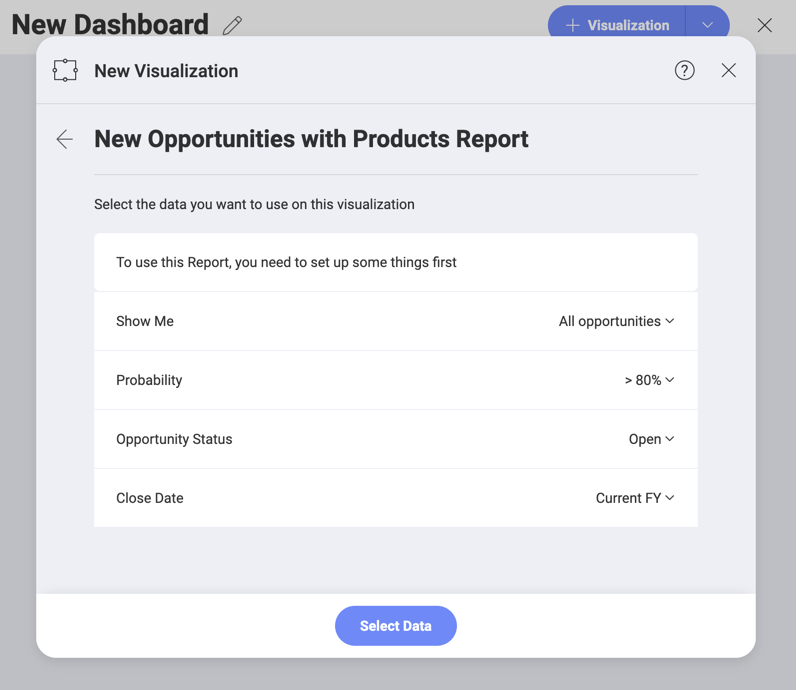 New Dashboard
+ Visualization
New Visualization
?
New Opportunities with Products Report
Select the data you want to use on this visualization
To use this Report, you need to set up some things first
Show Me All opportunities
Probability > 80%
Opportunity Status Open
Close Date Current FY
Select Data